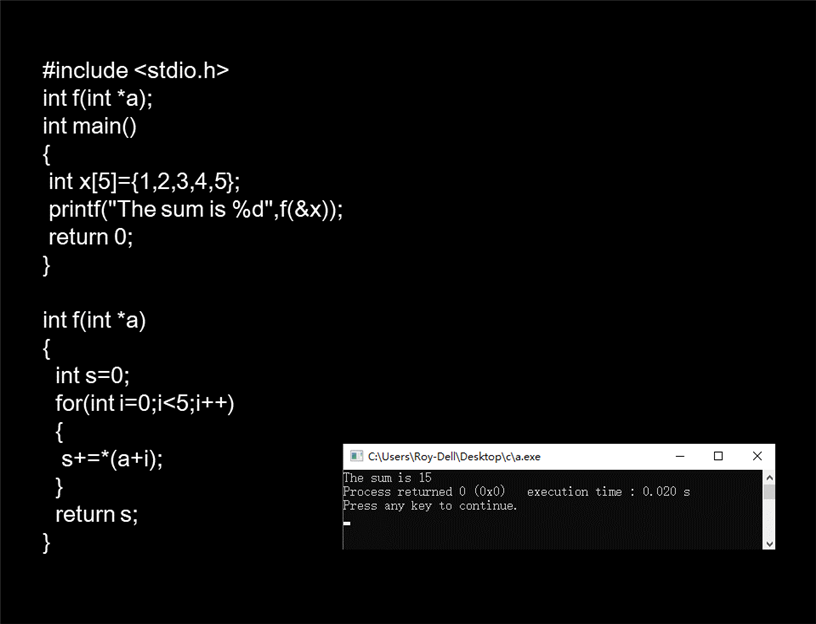 #include <stdio.h>
int f(int *a);
int main()
{
int x[5]={1,2,3,4,5};
printf("The sum is %d",f(&x));
return 0;
}
int f(int *a)
{
int s=0;
for(int i=0;i<5;i++)
{
s+=*(a+i);
}
return s;
}
C:\Users\Roy-Dell\Desktop\c\a.exe
The sum is 15
Process returned 0 (0x0)   execution time : 0.020 s
Press any key to continue.